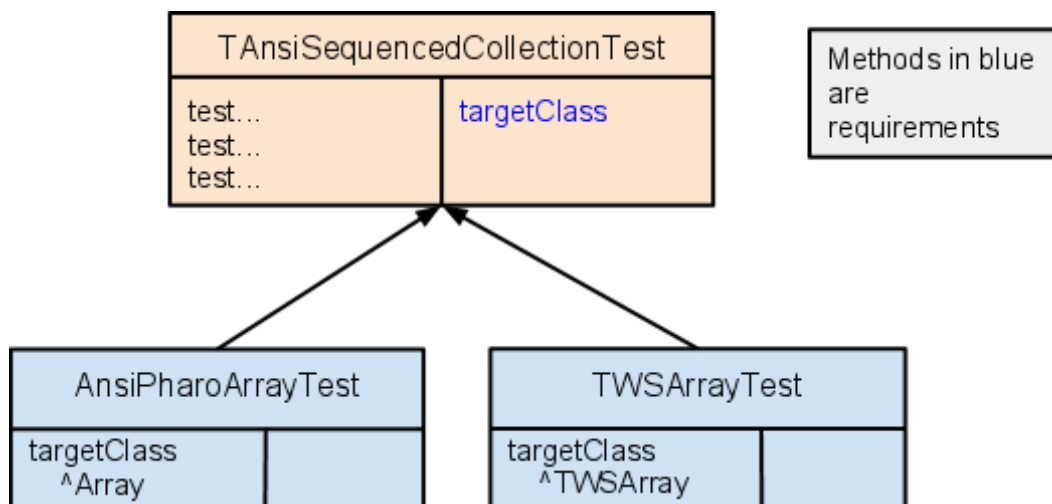 TAnsiSequencedCollectionTest
test...
test...
test...
targetClass
Methods in blue
are
requirements
AnsiPharoArrayTest
targetClass
^Array
TWSArrayTest
targetClass
^TWSArray